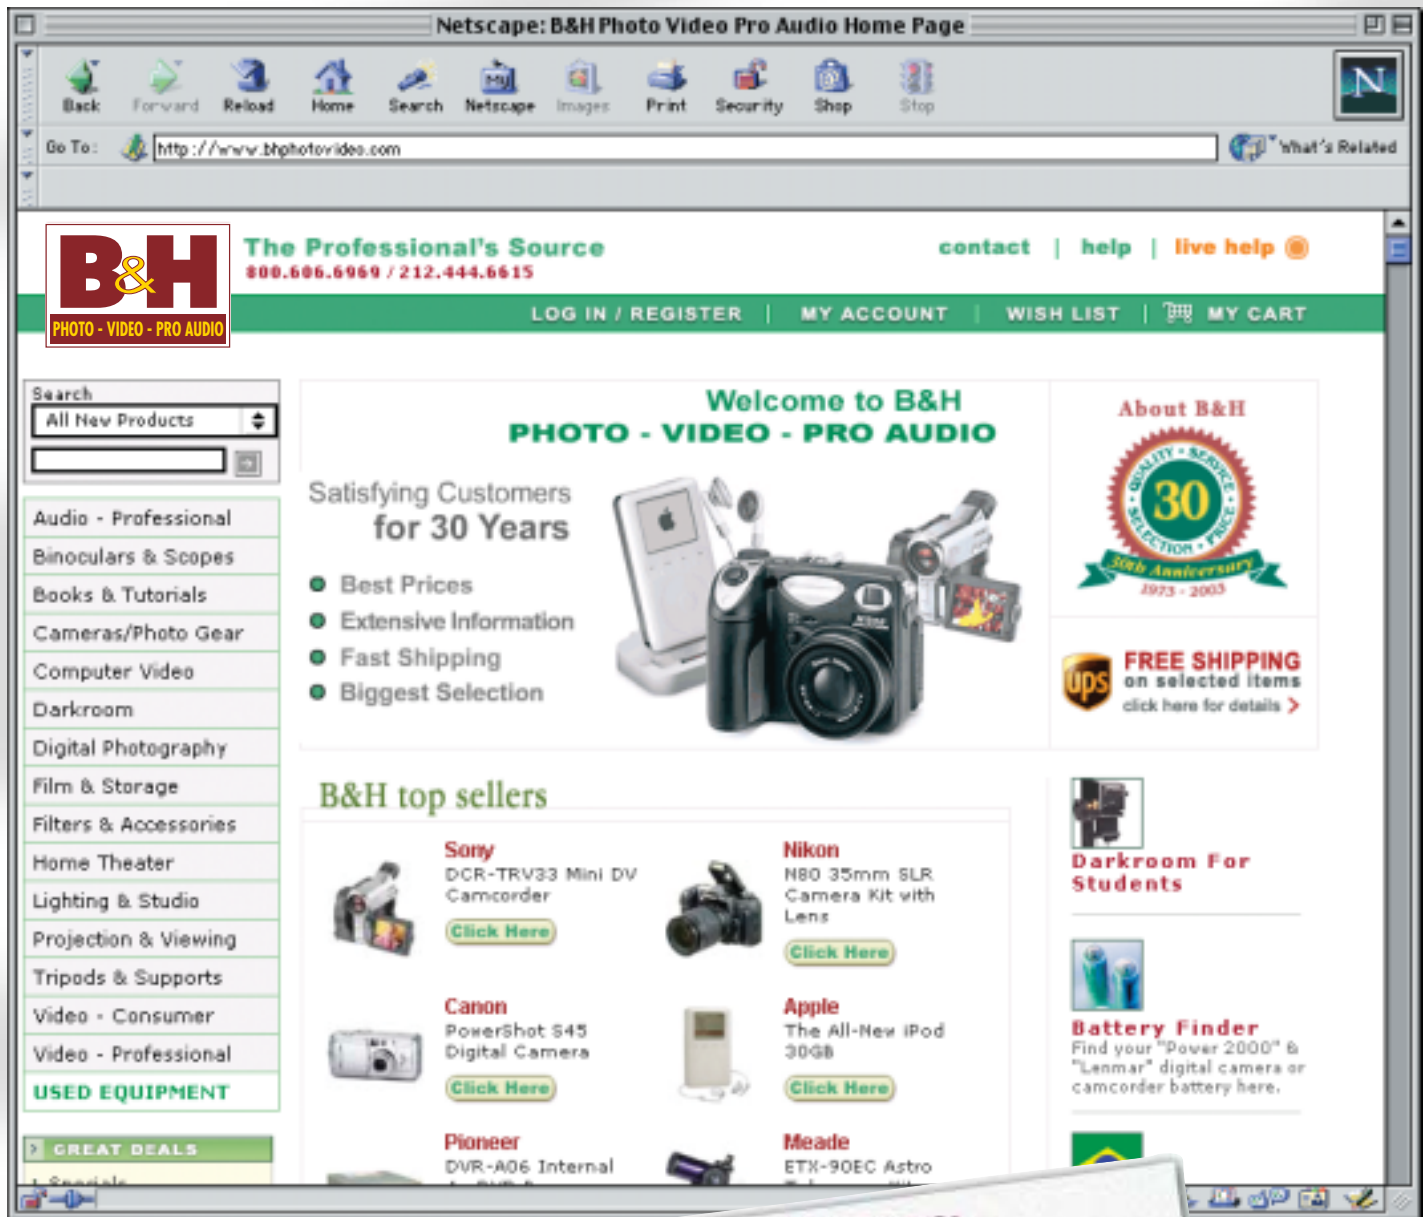 Netscape: B&H Photo Video Pro Audio Home Page
Back Forward Reload Home Search Netscape Images Print Security Shop Stop
My
N
Go To: http://www.bhphotovideo.com What's Related
B&H
PHOTO - VIDEO - PRO AUDIO
The Professional's Source
800.606.6969 / 212.444.6615
contact | help | live help
LOG IN / REGISTER | MY ACCOUNT | WISH LIST | MY CART
Search
All New Products
Audio - Professional
Binoculars & Scopes
Books & Tutorials
Cameras/Photo Gear
Computer Video
Darkroom
Digital Photography
Film & Storage
Filters & Accessories
Home Theater
Lighting & Studio
Projection & Viewing
Tripods & Supports
Video - Consumer
Video - Professional
USED EQUIPMENT
GREAT DEALS
Specials
Welcome to B&H
PHOTO - VIDEO - PRO AUDIO
Satisfying Customers
for 30 Years
Best Prices
Extensive Information
Fast Shipping
Biggest Selection
About B&H
QUALITY • SERVICE • SELECTION • PRICE •
30
30th Anniversary
1973 - 2003
ups
FREE SHIPPING
on selected items
click here for details >
B&H top sellers
Sony
DCR-TRV33 Mini DV
Camcorder
Click Here
Nikon
N80 35mm SLR
Camera Kit with
Lens
Click Here
Canon
PowerShot S45
Digital Camera
Click Here
Apple
The All-New iPod
30GB
Click Here
Pioneer
DVR-A06 Internal
Meade
ETX-90EC Astro
Darkroom For
Students
Battery Finder
Find your "Power 2000" &
"Lenmar" digital camera or
camcorder battery here.